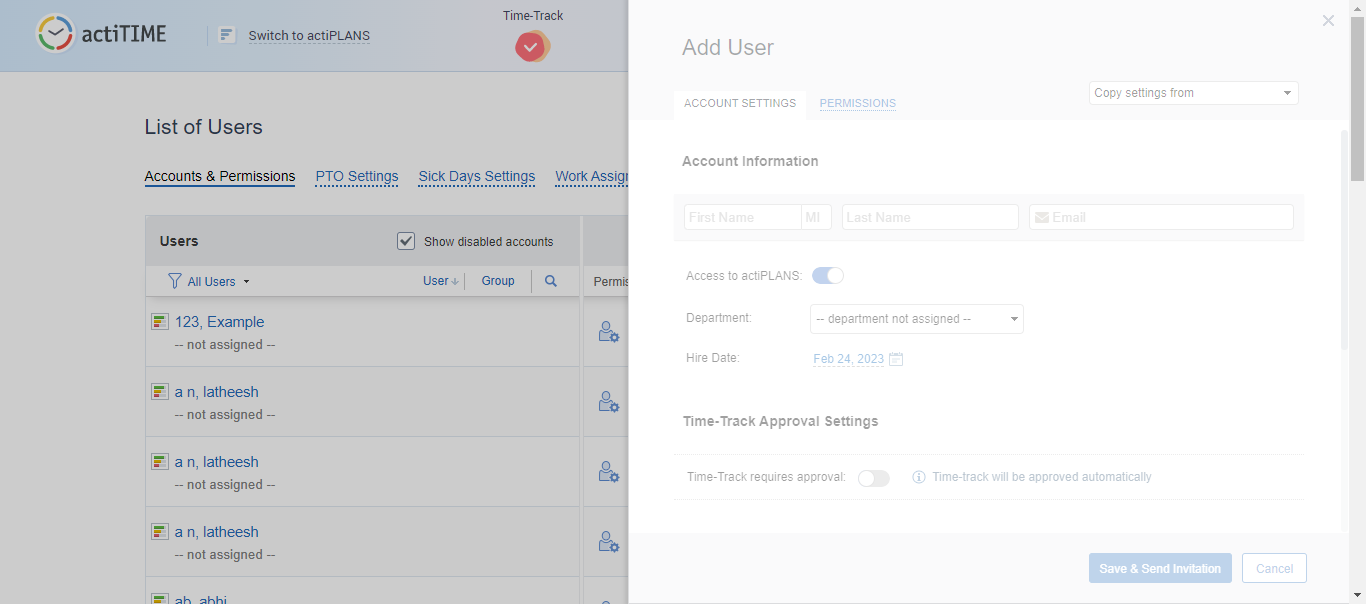 actiTIME
Switch to actiPLANS
Time-Track
List of Users
Accounts & Permissions PTO Settings Sick Days Settings Work Assign
Users
Show disabled accounts
All Users User Group
Permis
123, Example
-- not assigned --
a n, latheesh
-- not assigned --
a n, latheesh
-- not assigned --
a n, latheesh
-- not assigned --
ab, abhi
Add User
ACCOUNT SETTINGS PERMISSIONS
Copy settings from
Account Information
First Name MI Last Name Email
Access to actiPLANS:
Department: -- department not assigned --
Hire Date: Feb 24, 2023
Time-Track Approval Settings
Time-Track requires approval: Time-track will be approved automatically
Save & Send Invitation Cancel